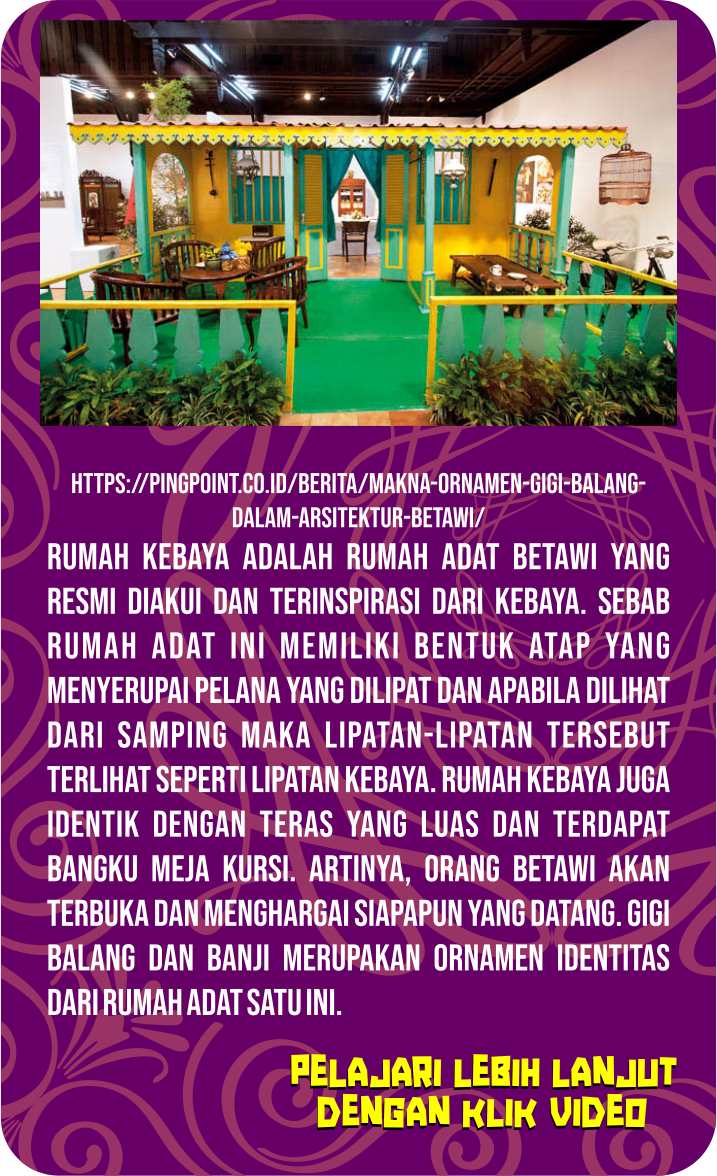 HTTPS://PINGPOINT.CO.ID/BERITA/MAKNA-ORNAMEN-GIGI-BALANG-
DALAM-ARSITEKTUR-BETAWI/
RUMAH KEBAYA ADALAH RUMAH ADAT BETAWI YANG
RESMI DIAKUI DAN TERINSPIRASI DARI KEBAYA. SEBAB
RUMAH ADAT INI MEMILIKI BENTUK ATAP YANG
MENYERUPAI PELANA YANG DILIPAT DAN APABILA DILIHAT
DARI SAMPING MAKA LIPATAN-LIPATAN TERSEBUT
TERLIHAT SEPERTI LIPATAN KEBAYA. RUMAH KEBAYA JUGA
IDENTIK DENGAN TERAS YANG LUAS DAN TERDAPAT
BANGKU MEJA KURSI. ARTINYA, ORANG BETAWI AKAN
TERBUKA DAN MENGHARGAI SIAPAPUN YANG DATANG. GIGI
BALANG DAN BANJI MERUPAKAN ORNAMEN IDENTITAS
DARI RUMAH ADAT SATU INI.
PELAJARI LEBIH LANJUT
DENGAN KLIK VIDEO